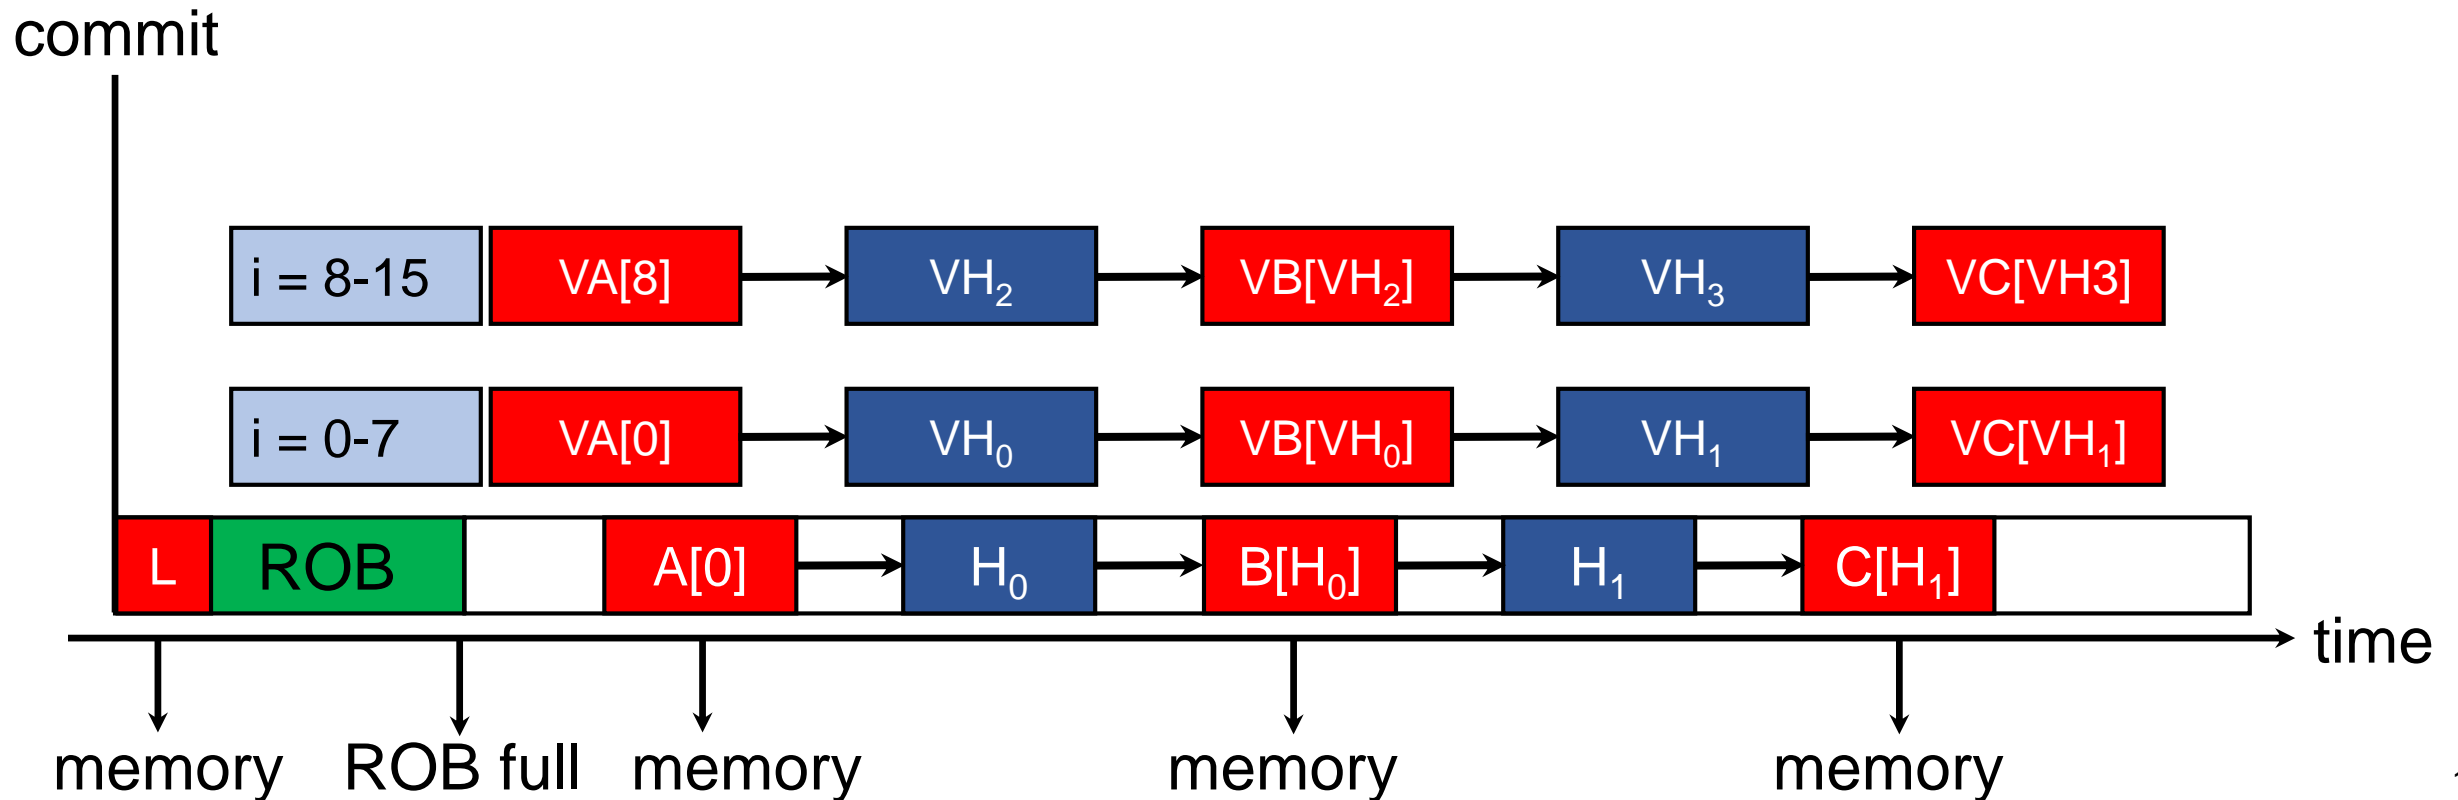 commit
i = 8-15 VA[8] VH₂ VB[VH₂] VH₃ VC[VH3]
i = 0-7 VA[0] VH₀ VB[VH₀] VH₁ VC[VH₁]
L ROB A[0] H₀ B[H₀] H₁ C[H₁]
time
memory ROB full memory memory memory